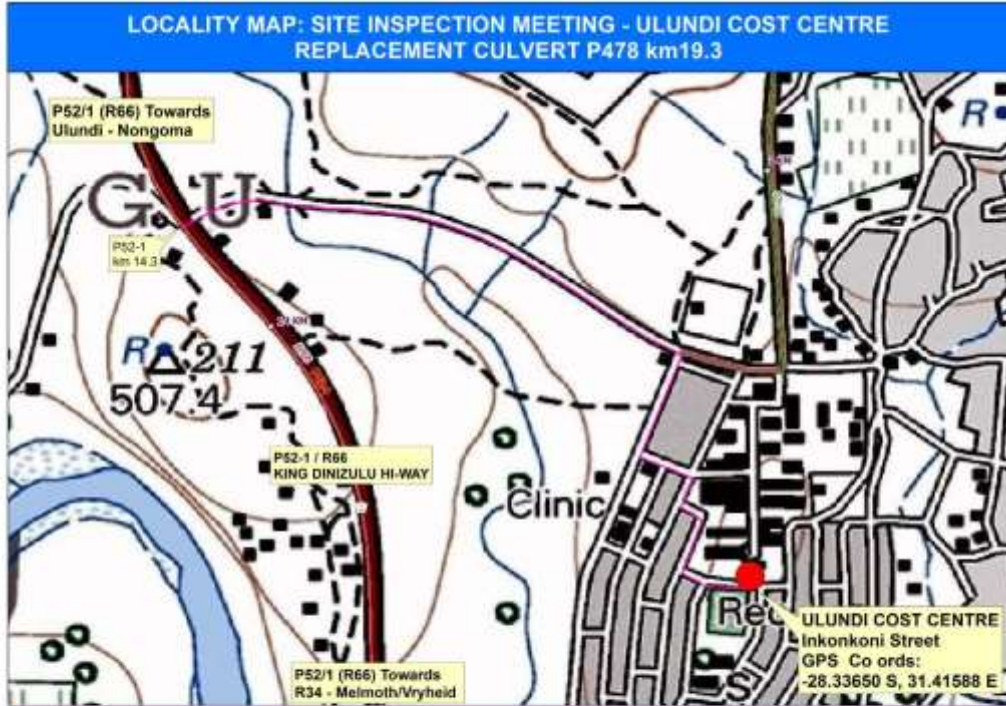 LOCALITY MAP: SITE INSPECTION MEETING - ULUNDI COST CENTRE
REPLACEMENT CULVERT P478 km19.3
P52/1 (R66) Towards
Ulundi - Nongoma
R
G U
P52-1
km 14.3
R 211
507.4
P52-1 / R66
KING DINIZULU HI-WAY
Clinic
Rec
S
ULUNDI COST CENTRE
Inkonkoni Street
GPS Co ords:
-28.33650 S, 31.41588 E
P52/1 (R66) Towards
R34 - Melmoth/Vryheid